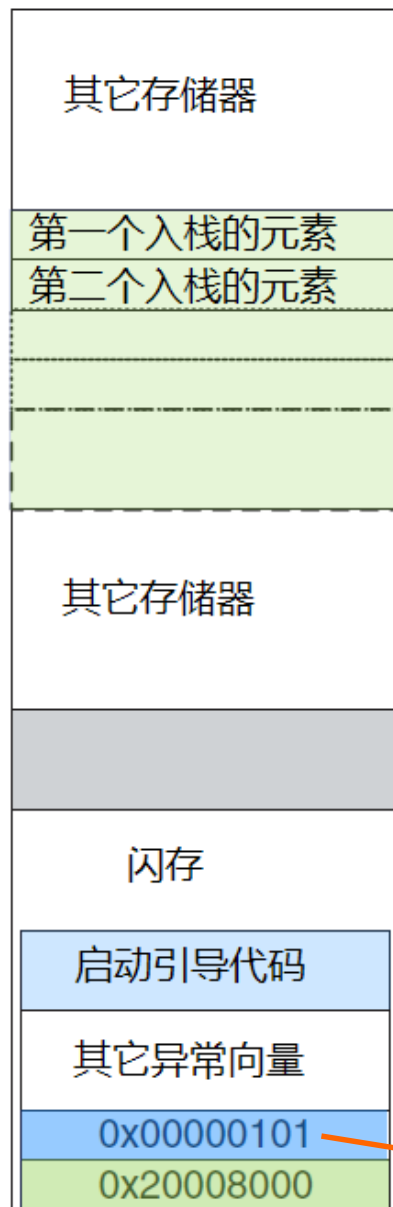 其它存储器
第一个入栈的元素
第二个入栈的元素
其它存储器
闪存
启动引导代码
其它异常向量
0x00000101
0x20008000